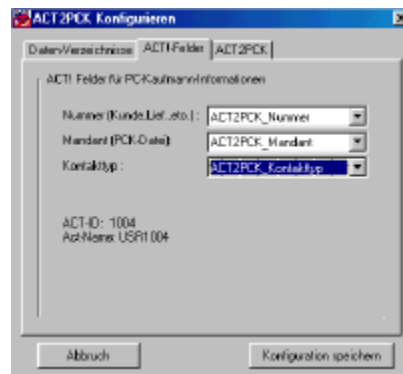 ACT2PCK Konfigurieren
Daten-Verzeichnisse ACT!-Felder ACT2PCK
ACT! Felder für PC-Kaufmann-Informationen
Nummer (Kunde,Lief.,etc.) : ACT2PCK_Nummer
Mandant (PCK-Datei): ACT2PCK_Mandant
Kontakttyp : ACT2PCK_Kontakttyp
ACT-ID: 1004
Act-Name: USR1004
Abbruch Konfiguration speichern